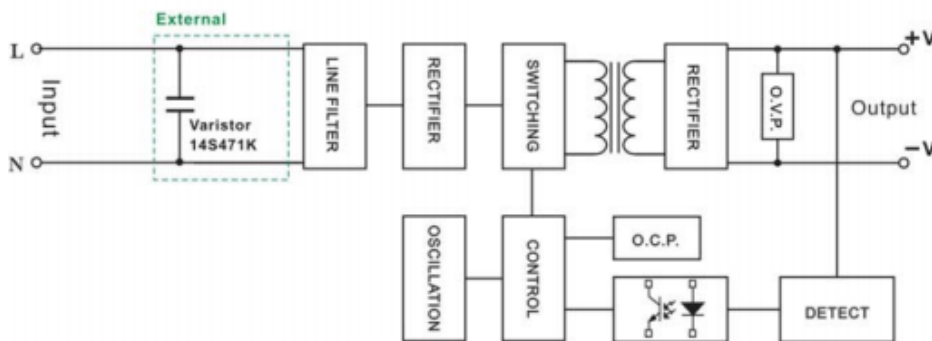 External
L
Input
N
Varistor
14S471K
LINE FILTER
RECTIFIER
SWITCHING
RECTIFIER
O.V.P.
+V
Output
-V
OSCILLATION
CONTROL
O.C.P.
DETECT